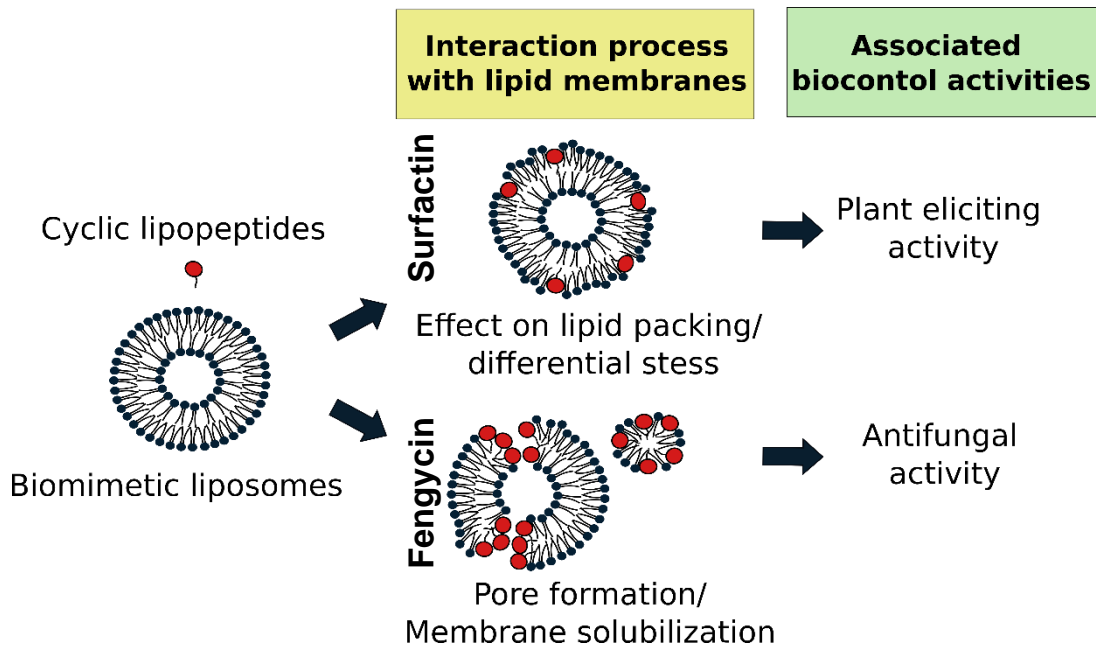 Interaction process
with lipid membranes
Associated
biocontol activities
Cyclic lipopeptides
Biomimetic liposomes
Surfactin
Effect on lipid packing/
differential stess
Plant eliciting
activity
Fengycin
Pore formation/
Membrane solubilization
Antifungal
activity